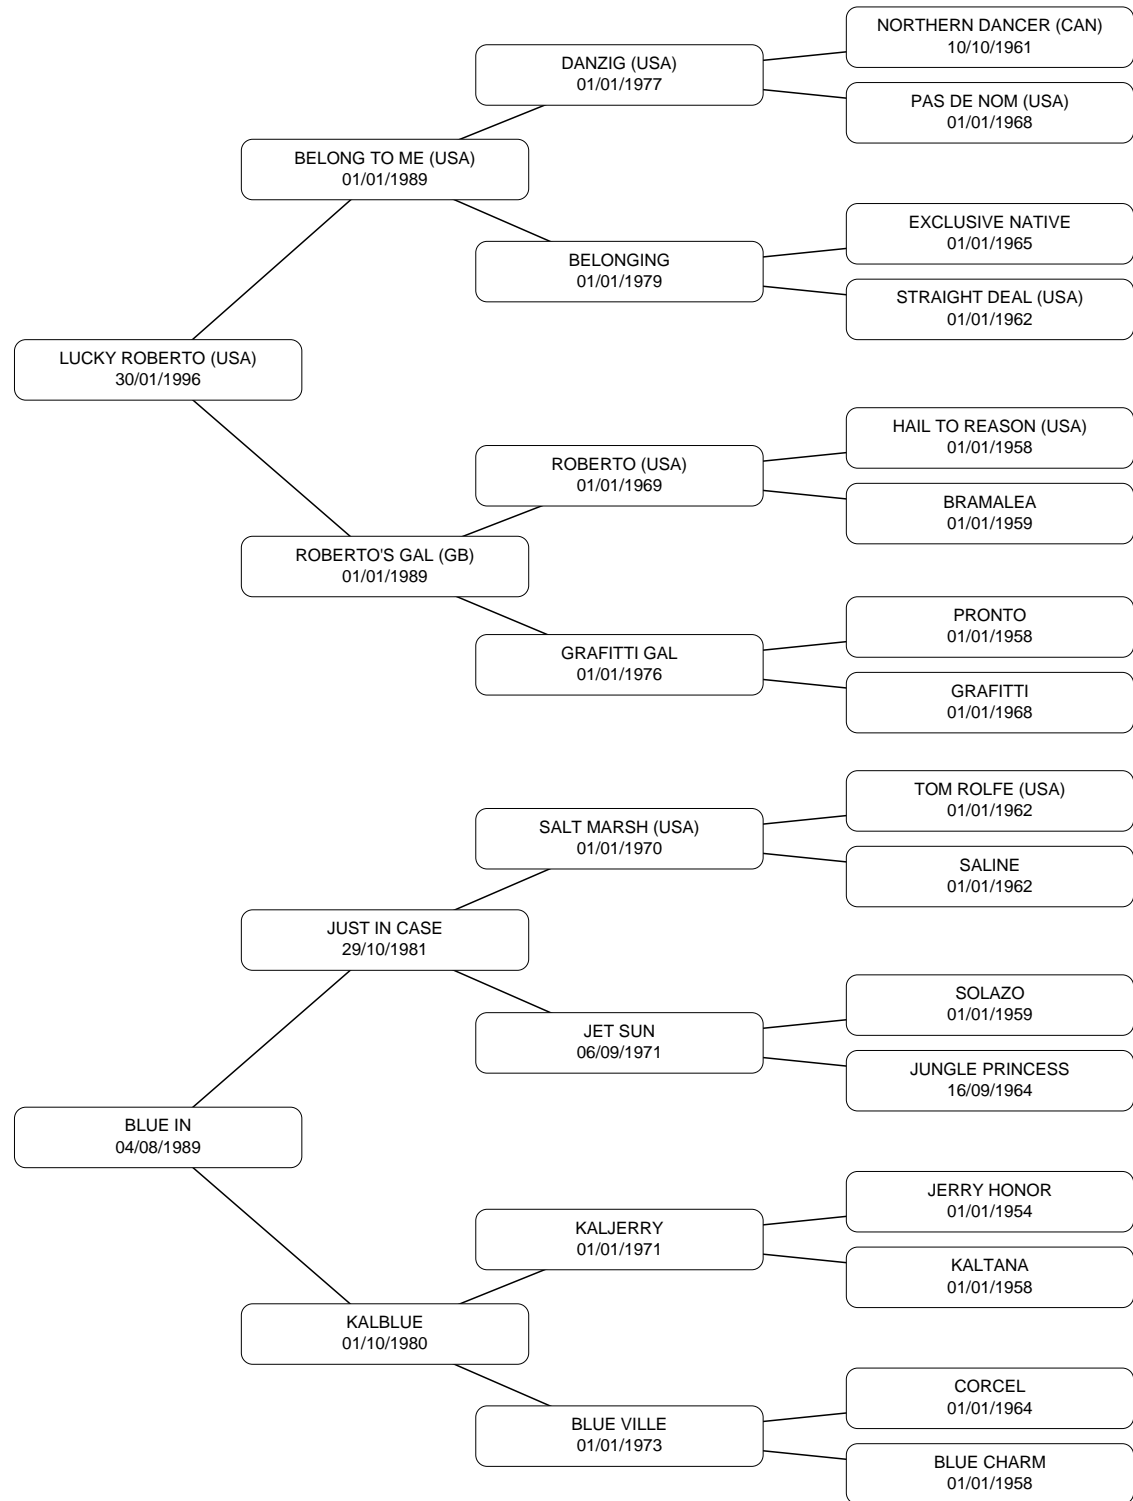 NORTHERN DANCER (CAN)
10/10/1961
DANZIG (USA)
01/01/1977
PAS DE NOM (USA)
01/01/1968
BELONG TO ME (USA)
01/01/1989
EXCLUSIVE NATIVE
01/01/1965
BELONGING
01/01/1979
STRAIGHT DEAL (USA)
01/01/1962
LUCKY ROBERTO (USA)
30/01/1996
HAIL TO REASON (USA)
01/01/1958
ROBERTO (USA)
01/01/1969
BRAMALEA
01/01/1959
ROBERTO'S GAL (GB)
01/01/1989
PRONTO
01/01/1958
GRAFITTI GAL
01/01/1976
GRAFITTI
01/01/1968
TOM ROLFE (USA)
01/01/1962
SALT MARSH (USA)
01/01/1970
SALINE
01/01/1962
JUST IN CASE
29/10/1981
SOLAZO
01/01/1959
JET SUN
06/09/1971
JUNGLE PRINCESS
16/09/1964
BLUE IN
04/08/1989
JERRY HONOR
01/01/1954
KALJERRY
01/01/1971
KALTANA
01/01/1958
KALBLUE
01/10/1980
CORCEL
01/01/1964
BLUE VILLE
01/01/1973
BLUE CHARM
01/01/1958